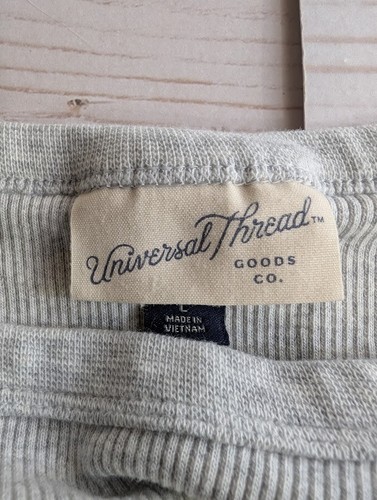 Universal Thread™
GOODS
CO.
L
MADE IN
VIETNAM